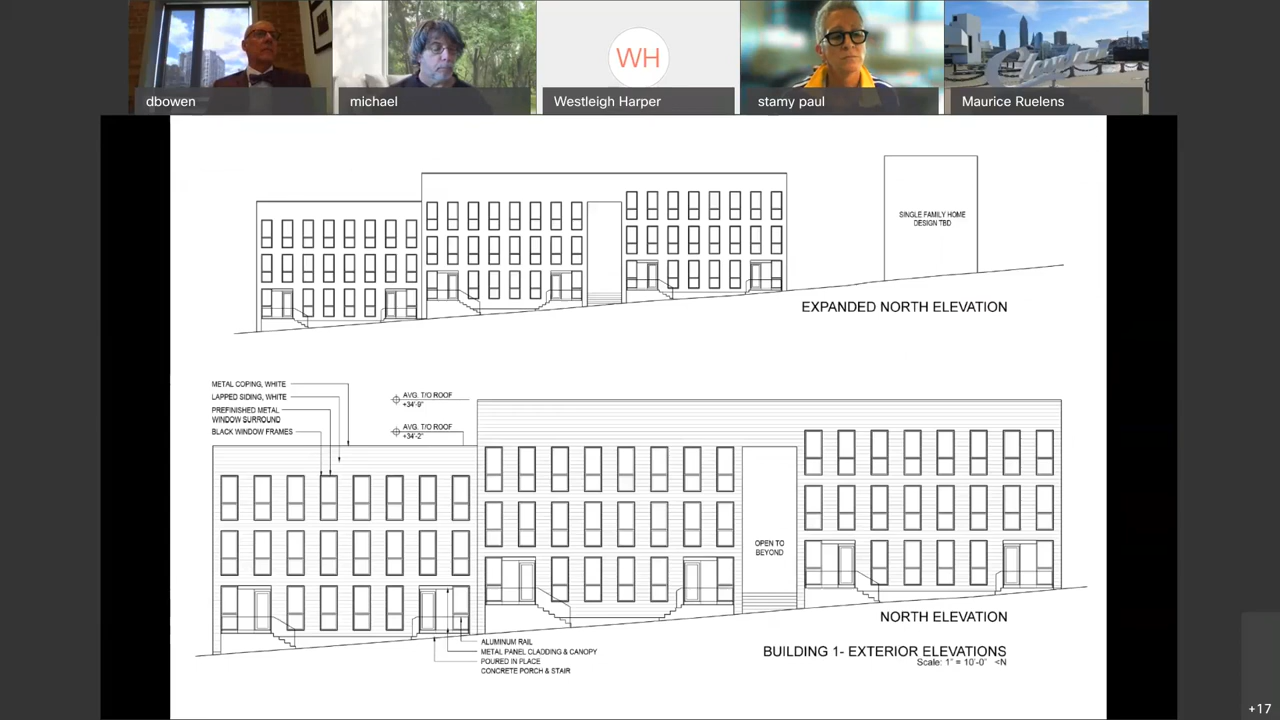 WH
dbowen
michael
Westleigh Harper
stamy paul
Maurice Ruelens
SINGLE FAMILY HOME
DESIGN TBD
EXPANDED NORTH ELEVATION
METAL COPING, WHITE
LAPPED SIDING, WHITE
PREFINISHED METAL
WINDOW SURROUND
BLACK WINDOW FRAMES
AVG. T/O ROOF
+34'-9"
AVG. T/O ROOF
+34'-2"
OPEN TO
BEYOND
NORTH ELEVATION
ALUMINUM RAIL
METAL PANEL CLADDING & CANOPY
POURED IN PLACE
CONCRETE PORCH & STAIR
BUILDING 1- EXTERIOR ELEVATIONS
Scale: 1" = 10'-0" <N
+17